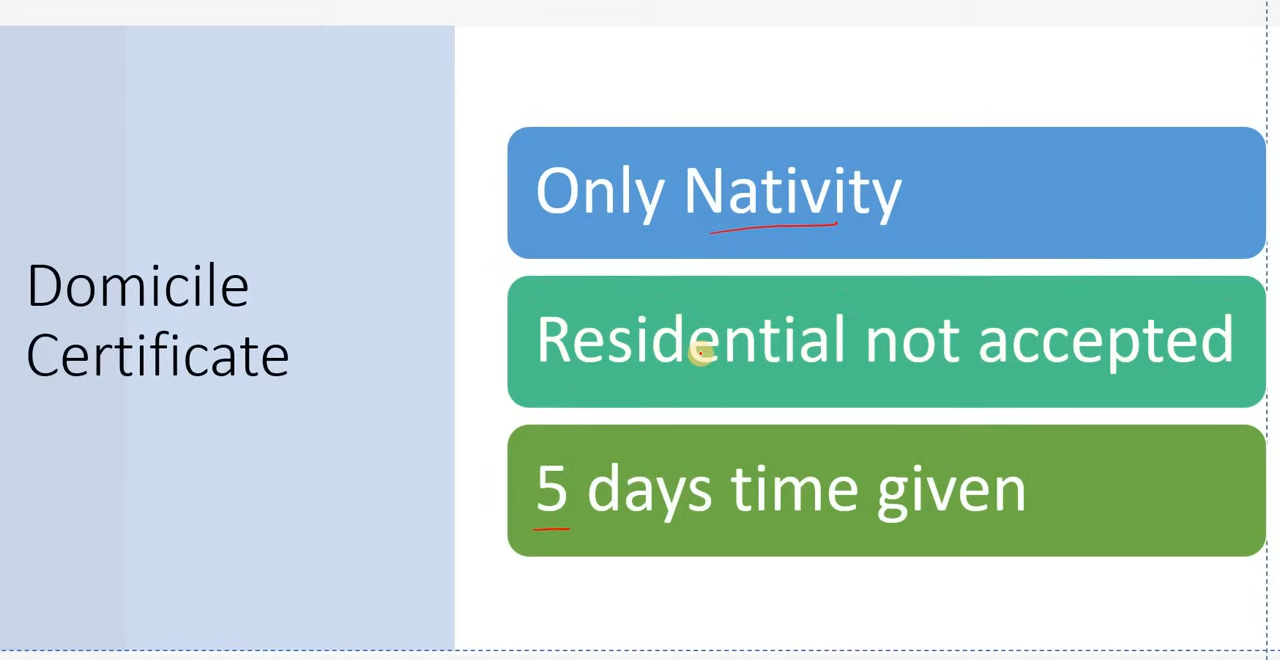 Domicile
Certificate
Only Nativity
Residential not accepted
5 days time given